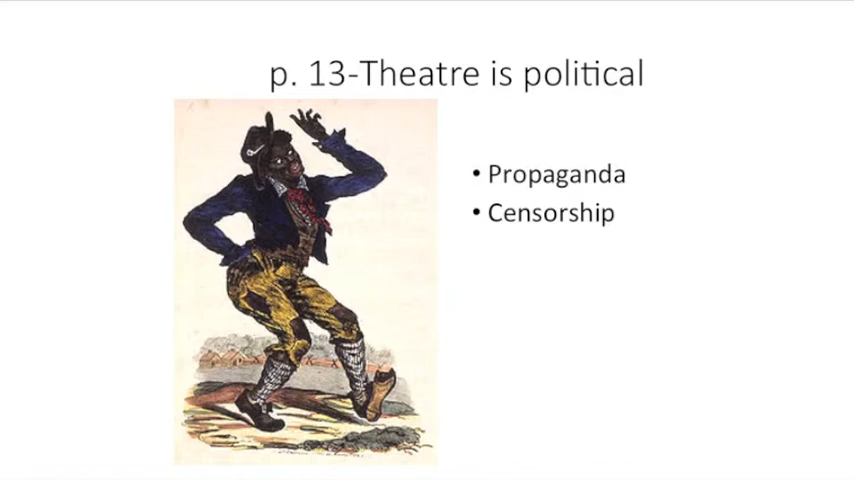 p. 13-Theatre is political
• Propaganda
• Censorship